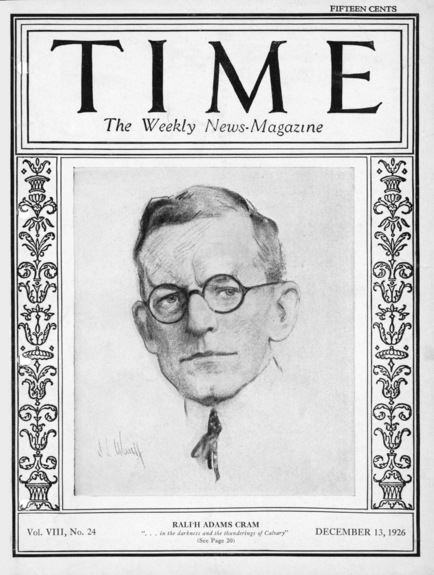 FIFTEEN CENTS
TIME
The Weekly News-Magazine
RALPH ADAMS CRAM
Vol. VIII, No. 24
". . . in the darkness and the thunderings of Calvary"
DECEMBER 13, 1926
(See Page 20)